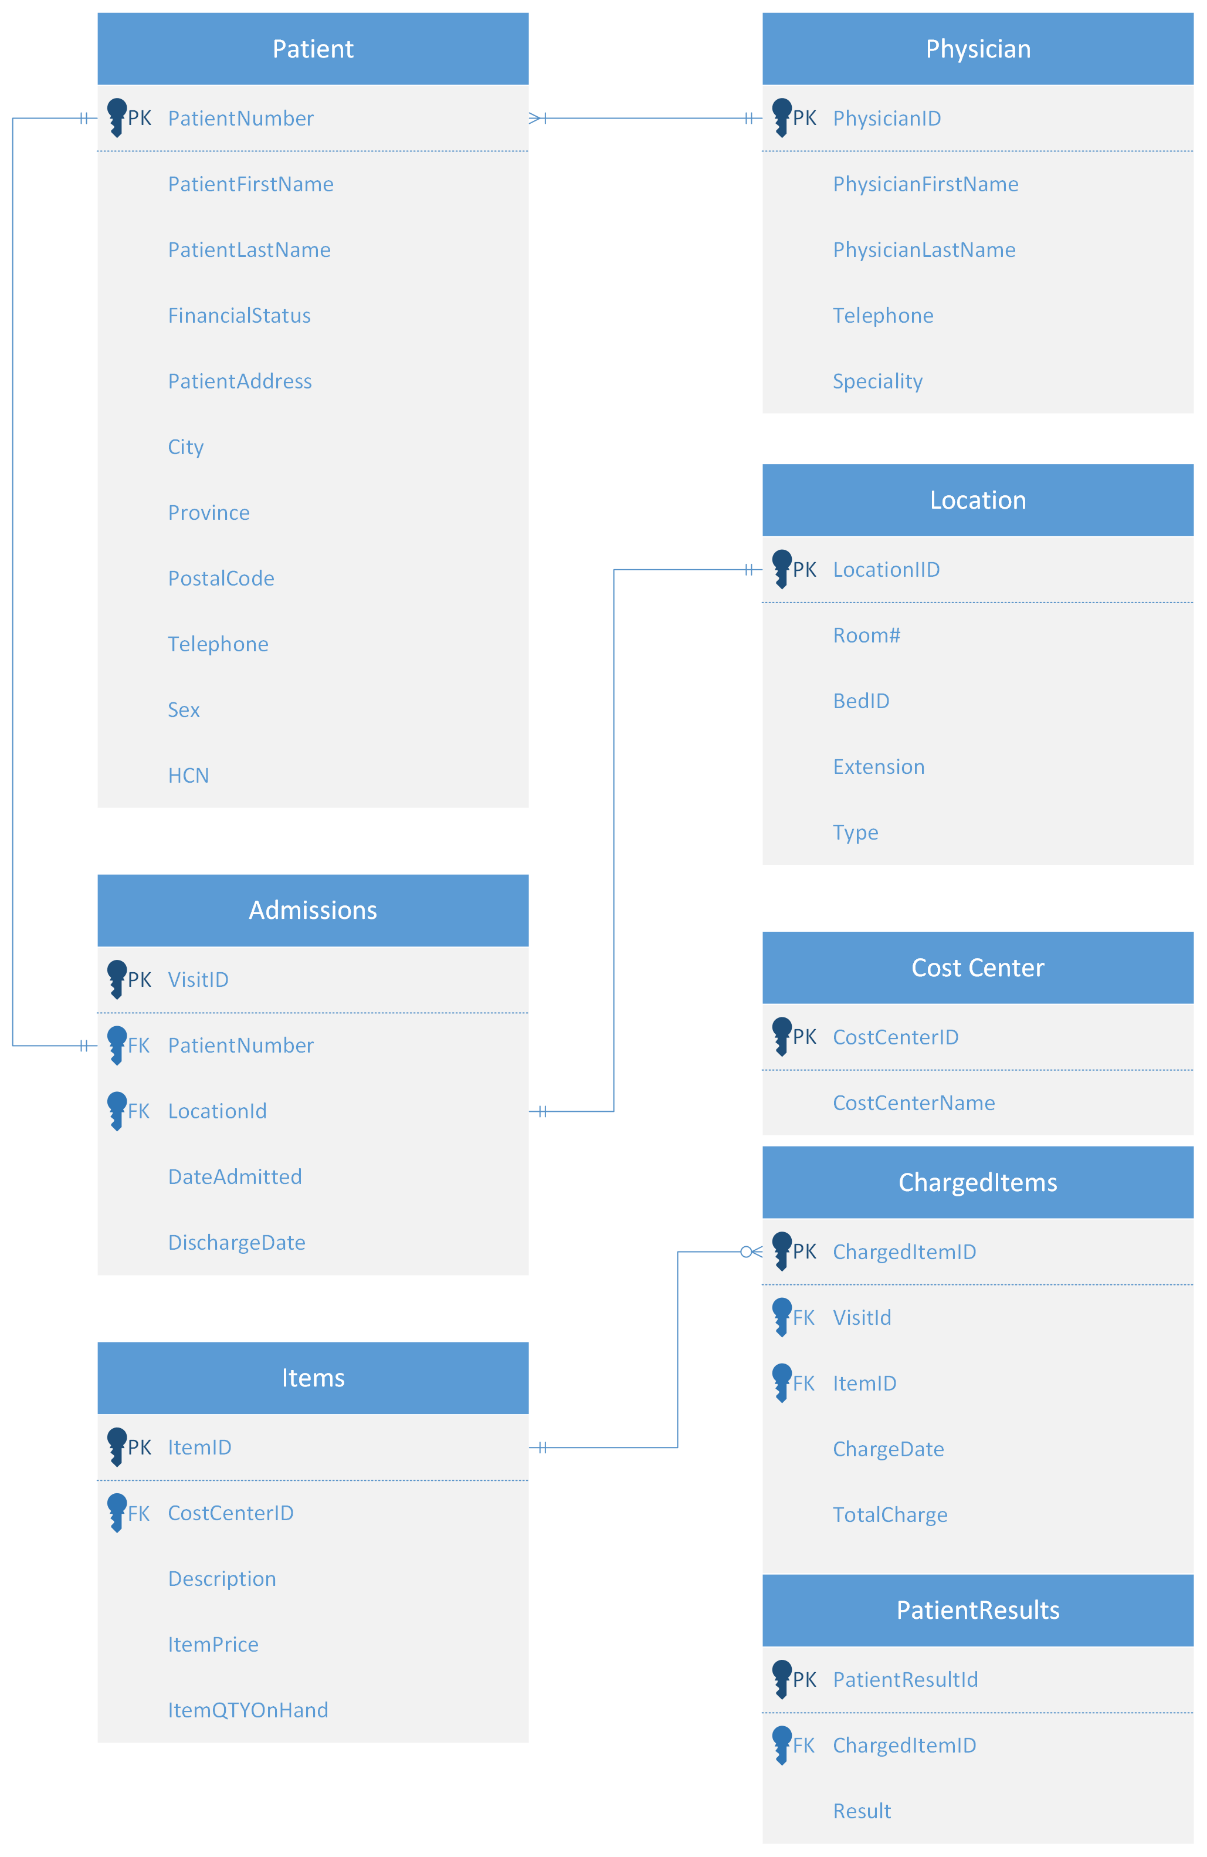 Patient
PK PatientNumber
PatientFirstName
PatientLastName
FinancialStatus
PatientAddress
City
Province
PostalCode
Telephone
Sex
HCN
Physician
PK PhysicianID
PhysicianFirstName
PhysicianLastName
Telephone
Speciality
Location
PK LocationIID
Room#
BedID
Extension
Type
Admissions
PK VisitID
FK PatientNumber
FK LocationId
DateAdmitted
DischargeDate
Cost Center
PK CostCenterID
CostCenterName
ChargedItems
PK ChargedItemID
FK VisitId
FK ItemID
ChargeDate
TotalCharge
Items
PK ItemID
FK CostCenterID
Description
ItemPrice
ItemQTYOnHand
PatientResults
PK PatientResultId
FK ChargedItemID
Result